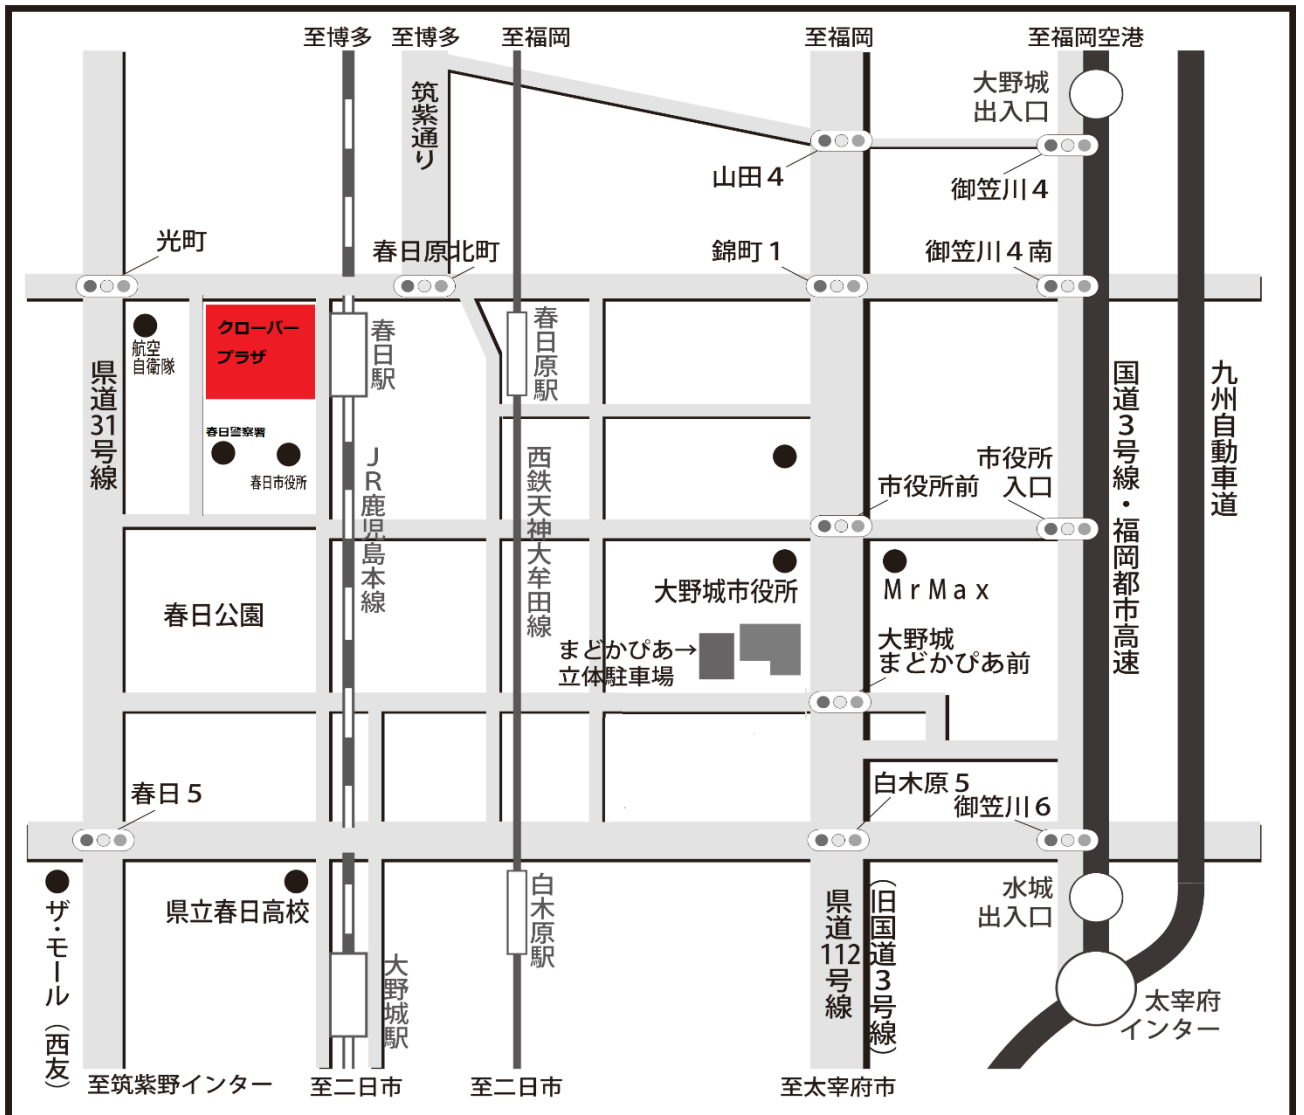 至博多
至博多
至福岡
至福岡
至福岡空港
大野城
出入口
筑紫通り
山田4
御笠川4
光町
春日原北町
錦町1
御笠川4南
クローバー
プラザ
航空
自衛隊
春日駅
春日原駅
県道31号線
国道3号線・福岡都市高速
九州自動車道
春日警察署
春日市役所
JR鹿児島本線
西鉄天神大牟田線
市役所前
市役所
入口
大野城市役所
MrMax
春日公園
まどかぴあ→
立体駐車場
大野城
まどかぴあ前
春日5
白木原5
御笠川6
県立春日高校
ザ・モール(西友)
白木原駅
大野城駅
県道112号線
(旧国道3号線)
水城
出入口
太宰府
インター
至筑紫野インター
至二日市
至二日市
至太宰府市